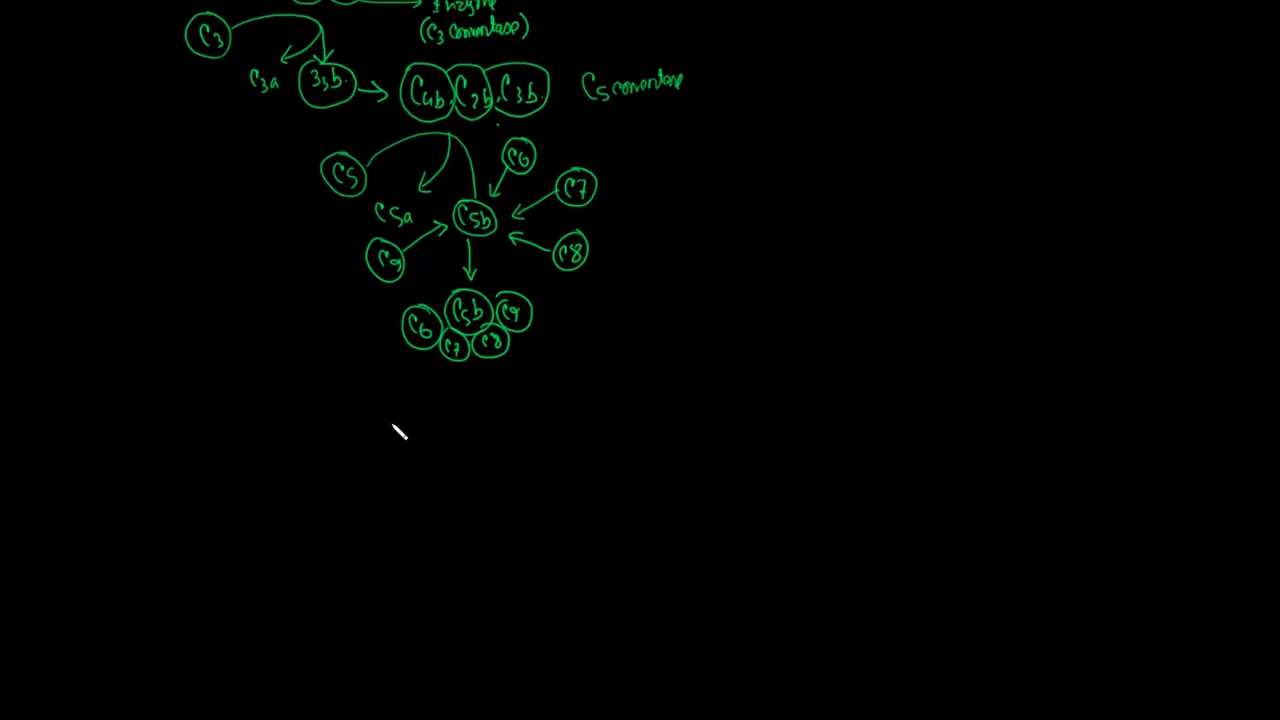 Enzyme
(C3 convertase)
C3
C3a 33b.
C4b. C2b. C3b. C5 convertase
C6
C5 C7
C5a C5b
C9 C8
C6 C5b C9
C7 C8